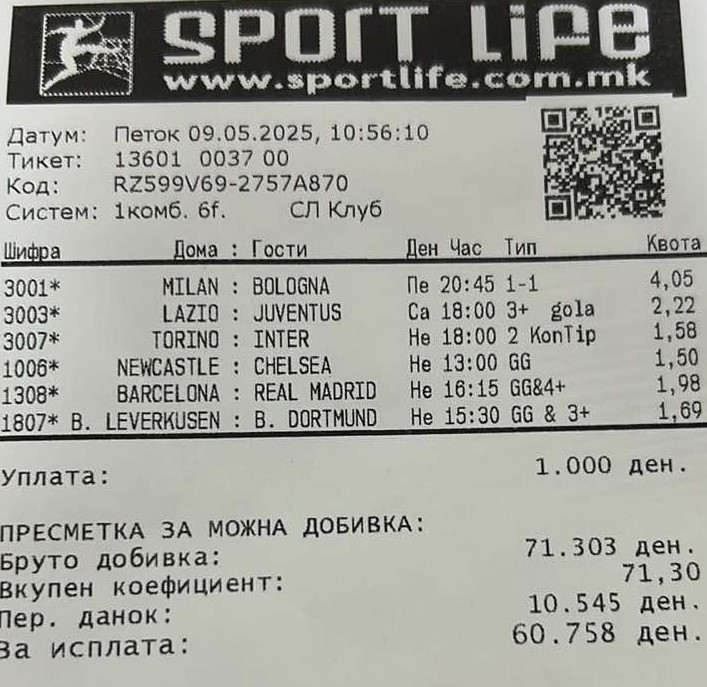 SPORT LIFE
www.sportlife.com.mk
Датум: Петок 09.05.2025, 10:56:10
Тикет: 13601 0037 00
Код: RZ599V69-2757A870
Систем: 1комб. 6f. СЛ Клуб
Шифра Дома : Гости Ден Час Тип Квота
3001* MILAN : BOLOGNA Пе 20:45 1-1 4,05
3003* LAZIO : JUVENTUS Са 18:00 3+ gola 2,22
3007* TORINO : INTER Не 18:00 2 KonTip 1,58
1006* NEWCASTLE : CHELSEA Не 13:00 GG 1,50
1308* BARCELONA : REAL MADRID Не 16:15 GG&4+ 1,98
1807* B. LEVERKUSEN : B. DORTMUND Не 15:30 GG & 3+ 1,69
Уплата: 1.000 ден.
ПРЕСМЕТКА ЗА МОЖНА ДОБИВКА:
Бруто добивка: 71.303 ден.
Вкупен коефициент: 71,30
Пер. данок: 10.545 ден.
За исплата: 60.758 ден.